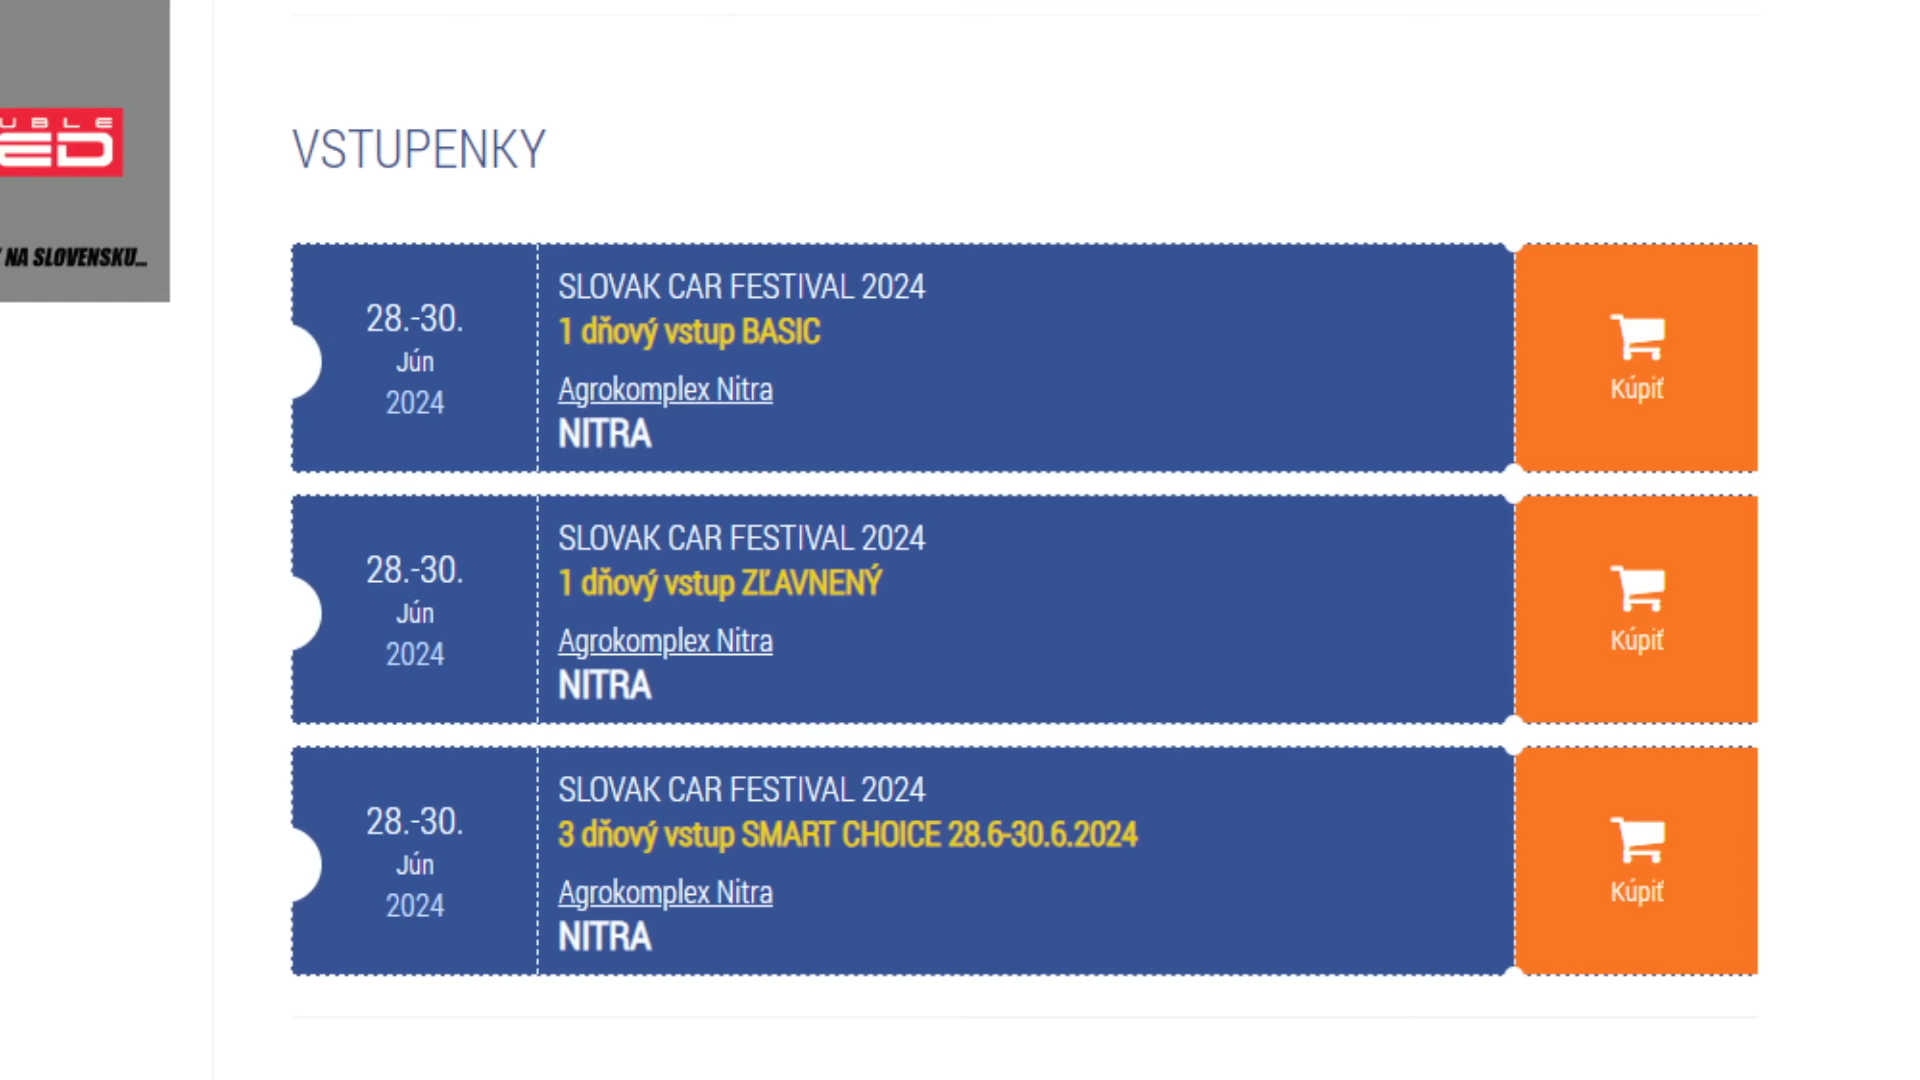 UBLE
ED
NA SLOVENSKU...
VSTUPENKY
28.-30.
Jún
2024
SLOVAK CAR FESTIVAL 2024
1 dňový vstup BASIC
Agrokomplex Nitra
NITRA
Kúpiť
28.-30.
Jún
2024
SLOVAK CAR FESTIVAL 2024
1 dňový vstup ZĽAVNENÝ
Agrokomplex Nitra
NITRA
Kúpiť
28.-30.
Jún
2024
SLOVAK CAR FESTIVAL 2024
3 dňový vstup SMART CHOICE 28.6-30.6.2024
Agrokomplex Nitra
NITRA
Kúpiť